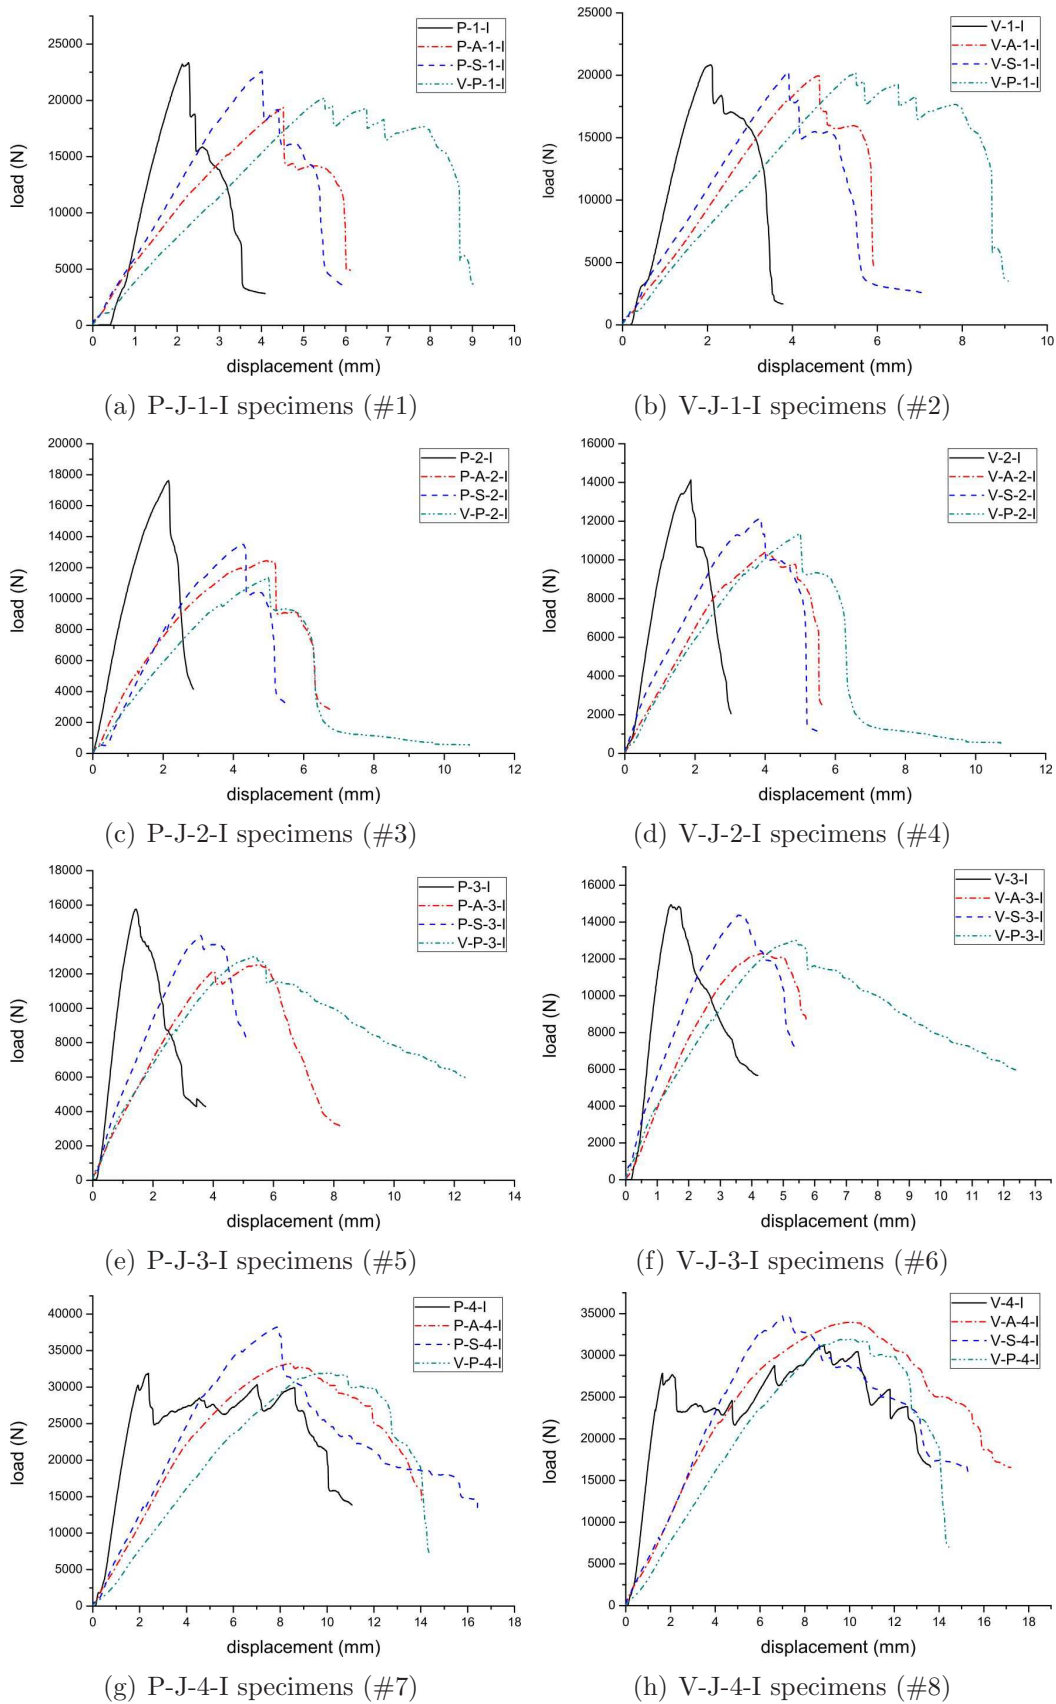 P-1-I
P-A-1-I
P-S-1-I
V-P-1-I
25000
20000
15000
10000
5000
0
load (N)
0 1 2 3 4 5 6 7 8 9 10
displacement (mm)
(a) P-J-1-I specimens (#1)
V-1-I
V-A-1-I
V-S-1-I
V-P-1-I
25000
20000
15000
10000
5000
0
load (N)
0 2 4 6 8 10
displacement (mm)
(b) V-J-1-I specimens (#2)
P-2-I
P-A-2-I
P-S-2-I
V-P-2-I
20000
18000
16000
14000
12000
10000
8000
6000
4000
2000
0
load (N)
0 2 4 6 8 10 12
displacement (mm)
(c) P-J-2-I specimens (#3)
V-2-I
V-A-2-I
V-S-2-I
V-P-2-I
16000
14000
12000
10000
8000
6000
4000
2000
0
load (N)
0 2 4 6 8 10 12
displacement (mm)
(d) V-J-2-I specimens (#4)
P-3-I
P-A-3-I
P-S-3-I
V-P-3-I
18000
16000
14000
12000
10000
8000
6000
4000
2000
0
load (N)
0 2 4 6 8 10 12 14
displacement (mm)
(e) P-J-3-I specimens (#5)
V-3-I
V-A-3-I
V-S-3-I
V-P-3-I
16000
14000
12000
10000
8000
6000
4000
2000
0
load (N)
0 1 2 3 4 5 6 7 8 9 10 11 12 13
displacement (mm)
(f) V-J-3-I specimens (#6)
P-4-I
P-A-4-I
P-S-4-I
V-P-4-I
40000
35000
30000
25000
20000
15000
10000
5000
0
load (N)
0 2 4 6 8 10 12 14 16 18
displacement (mm)
(g) P-J-4-I specimens (#7)
V-4-I
V-A-4-I
V-S-4-I
V-P-4-I
35000
30000
25000
20000
15000
10000
5000
0
load (N)
0 2 4 6 8 10 12 14 16 18
displacement (mm)
(h) V-J-4-I specimens (#8)